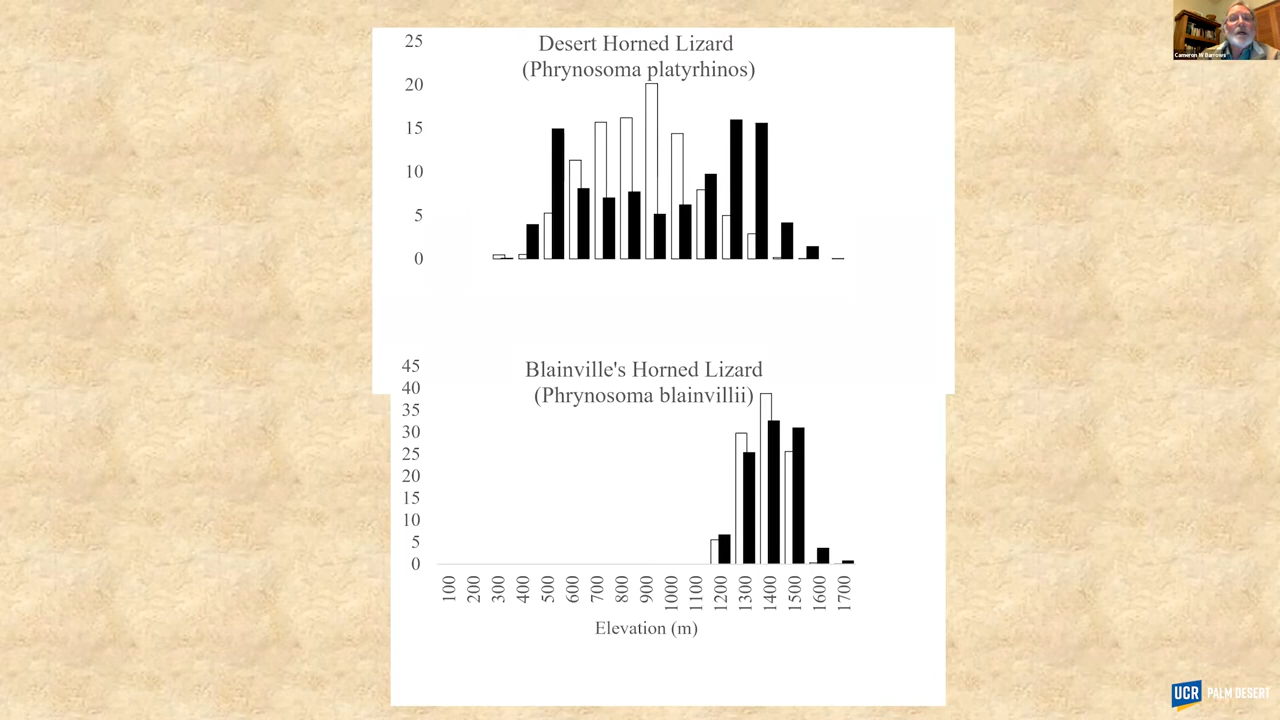 Cameron W Barrows
Desert Horned Lizard
(Phrynosoma platyrhinos)
25
20
15
10
5
0
Blainville's Horned Lizard
(Phrynosoma blainvillii)
45
40
35
30
25
20
15
10
5
0
100 200 300 400 500 600 700 800 900 1000 1100 1200 1300 1400 1500 1600 1700
Elevation (m)
UCR PALM DESERT